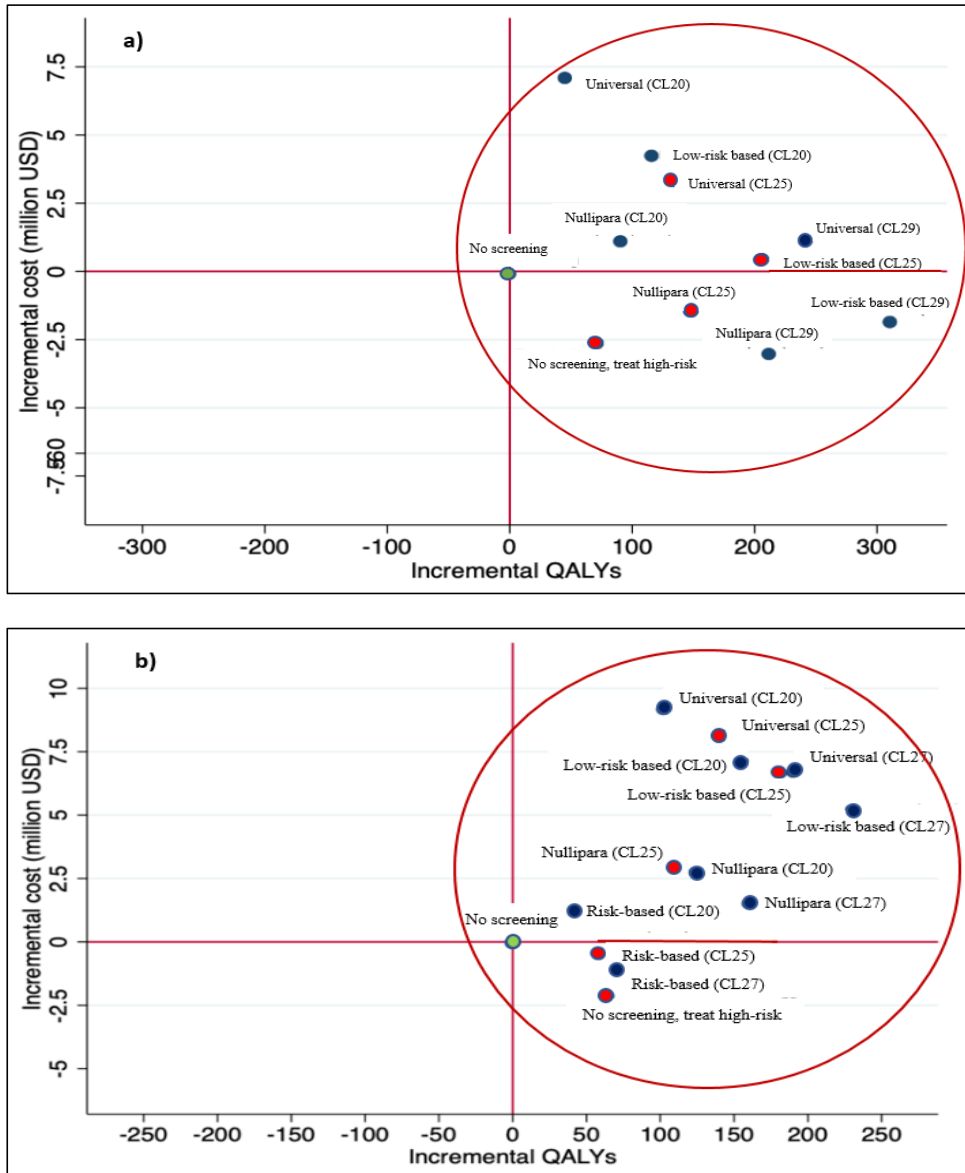 a)
7.5
5
2.5
0
-2.5
-5
-7.5
Incremental cost (million USD)
Universal (CL20)
Low-risk based (CL20)
Universal (CL25)
Nullipara (CL20)
Universal (CL29)
No screening
Low-risk based (CL25)
Nullipara (CL25)
Low-risk based (CL29)
Nullipara (CL29)
No screening, treat high-risk
-300 -200 -100 0 100 200 300
Incremental QALYs
b)
10
7.5
5
2.5
0
-2.5
-5
Incremental cost (million USD)
Universal (CL20)
Universal (CL25)
Universal (CL27)
Low-risk based (CL20)
Low-risk based (CL25)
Low-risk based (CL27)
Nullipara (CL25)
Nullipara (CL20)
Nullipara (CL27)
Risk-based (CL20)
No screening
Risk-based (CL25)
Risk-based (CL27)
No screening, treat high-risk
-250 -200 -150 -100 -50 0 50 100 150 200 250
Incremental QALYs